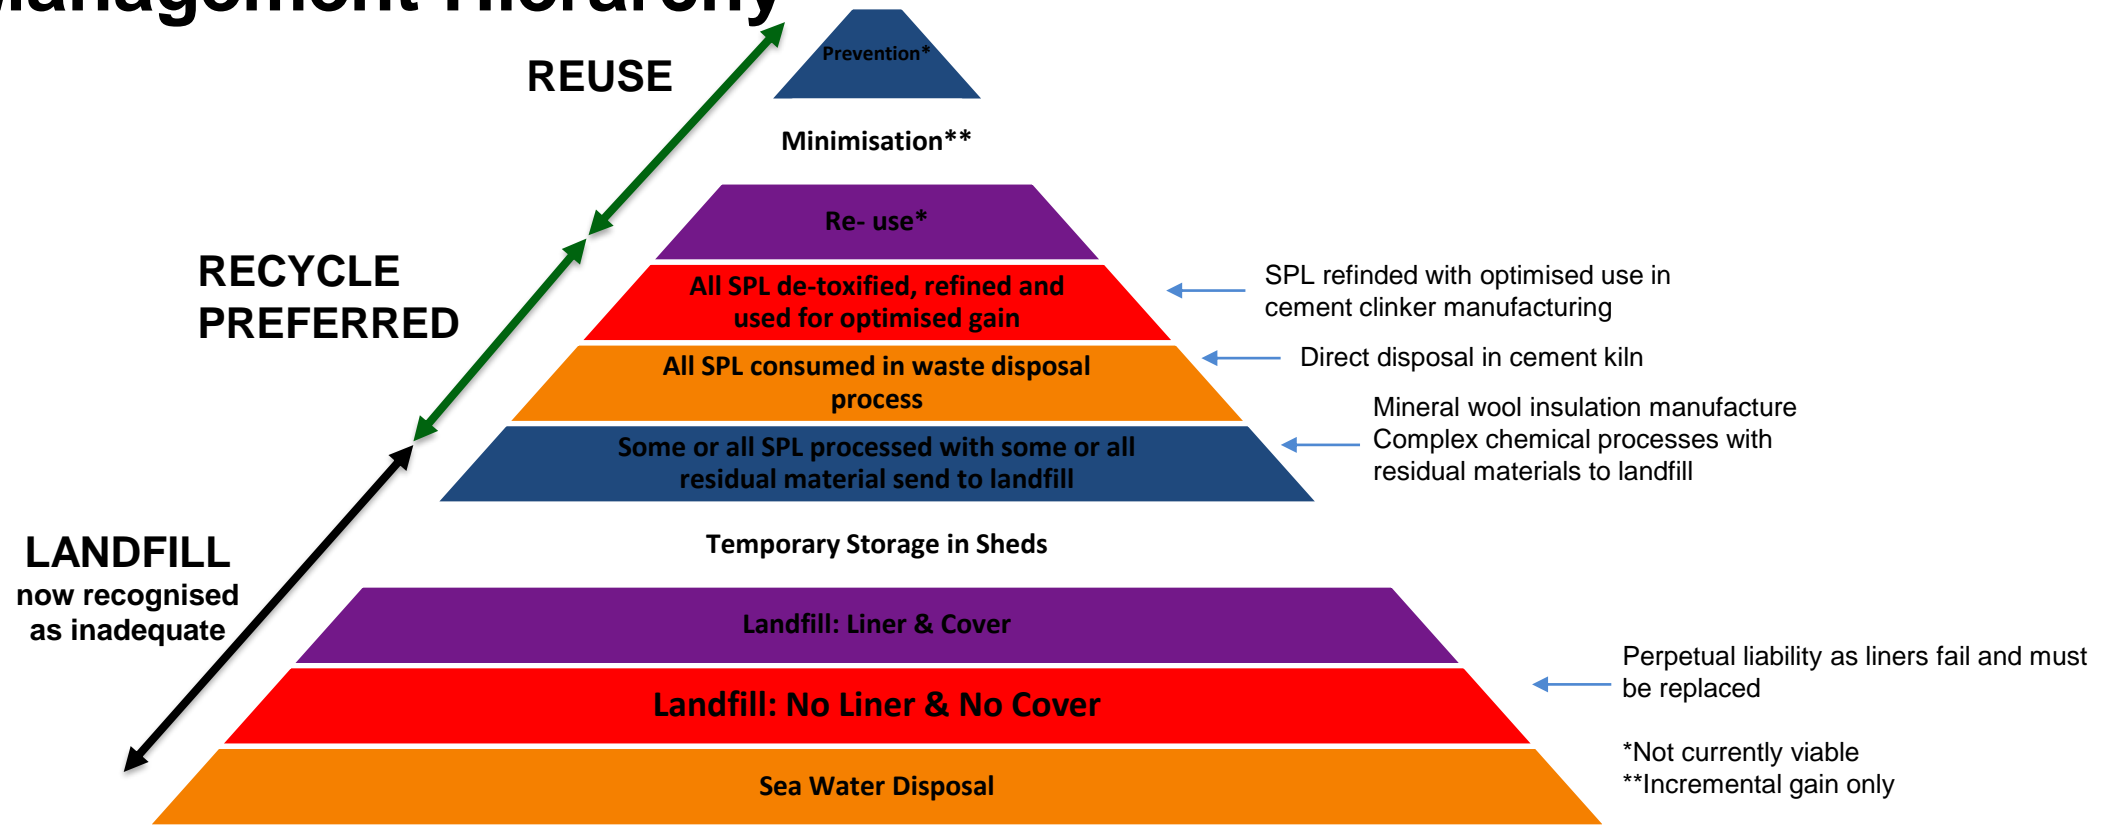 Management Hierarchy
REUSE
Prevention*
Minimisation**
Re- use*
RECYCLE
PREFERRED
All SPL de-toxified, refined and
used for optimised gain
SPL refinded with optimised use in
cement clinker manufacturing
All SPL consumed in waste disposal
process
Direct disposal in cement kiln
Some or all SPL processed with some or all
residual material send to landfill
Mineral wool insulation manufacture
Complex chemical processes with
residual materials to landfill
Temporary Storage in Sheds
LANDFILL
now recognised
as inadequate
Landfill: Liner & Cover
Landfill: No Liner & No Cover
Perpetual liability as liners fail and must
be replaced
Sea Water Disposal
*Not currently viable
**Incremental gain only